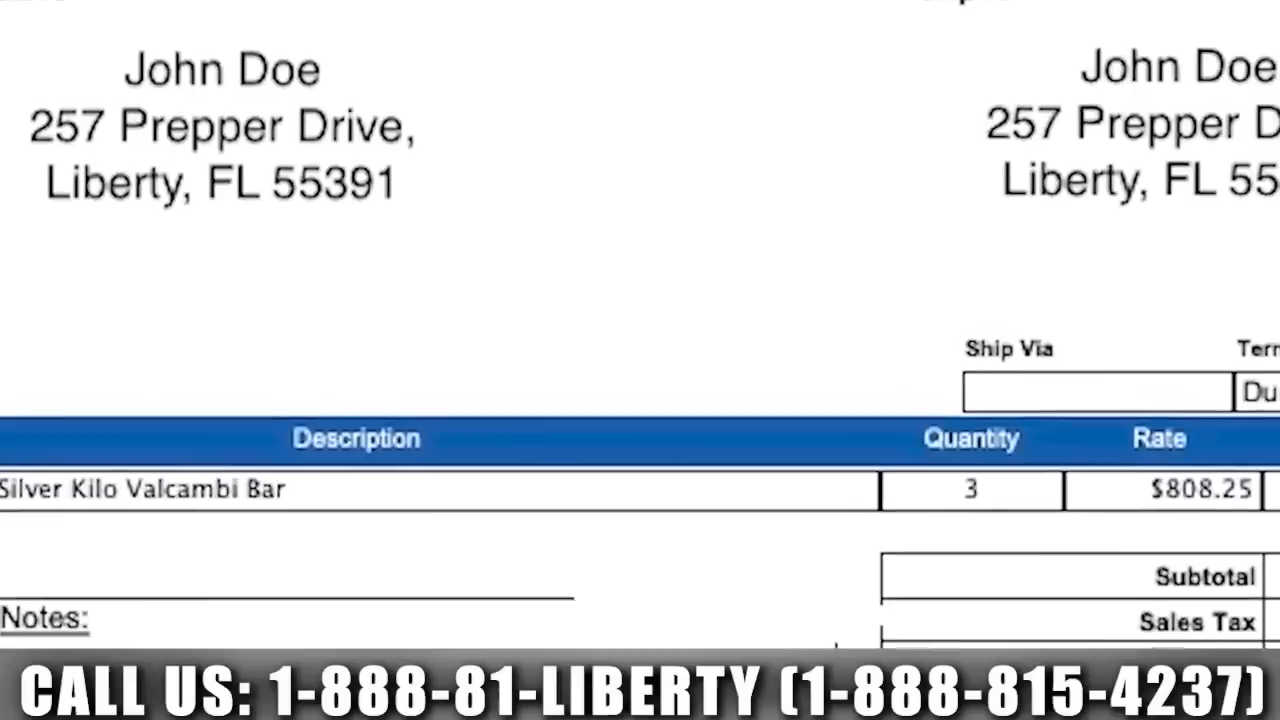 John Doe
257 Prepper Drive,
Liberty, FL 55391
John Doe
257 Prepper D
Liberty, FL 55
Ship Via
Du
Description Quantity Rate
Silver Kilo Valcambi Bar 3 $808.25
Subtotal
Sales Tax
Notes:
CALL US: 1-888-81-LIBERTY (1-888-815-4237)